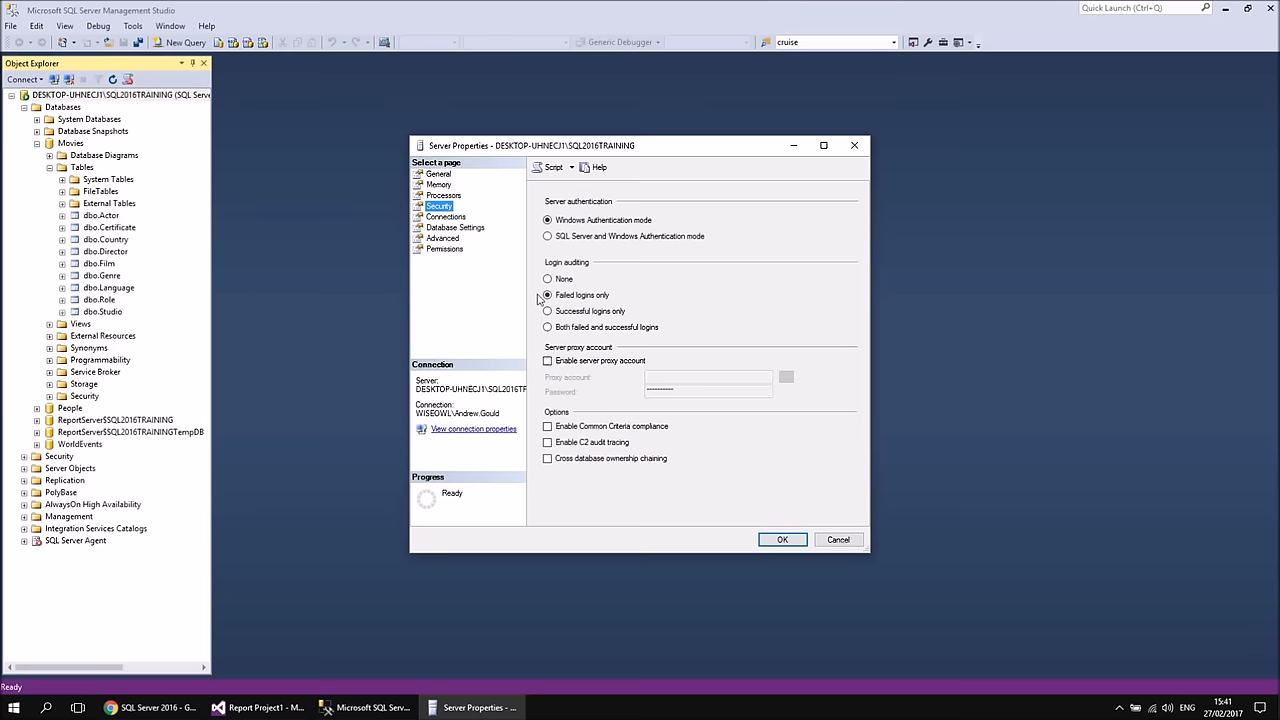 Microsoft SQL Server Management Studio
Quick Launch (Ctrl+Q)
File Edit View Debug Tools Window Help
New Query
Generic Debugger
cruise
Object Explorer
Connect
DESKTOP-UHNECJ1\SQL2016TRAINING (SQL Serve
Databases
System Databases
Database Snapshots
Movies
Database Diagrams
Tables
System Tables
FileTables
External Tables
dbo.Actor
dbo.Certificate
dbo.Country
dbo.Director
dbo.Film
dbo.Genre
dbo.Language
dbo.Role
dbo.Studio
Views
External Resources
Synonyms
Programmability
Service Broker
Storage
Security
People
ReportServer$SQL2016TRAINING
ReportServer$SQL2016TRAININGTempDB
WorldEvents
Security
Server Objects
Replication
PolyBase
AlwaysOn High Availability
Management
Integration Services Catalogs
SQL Server Agent
Server Properties - DESKTOP-UHNECJ1\SQL2016TRAINING
Select a page
General
Memory
Processors
Security
Connections
Database Settings
Advanced
Permissions
Connection
Server:
DESKTOP-UHNECJ1\SQL2016TF
Connection:
WISEOWL\Andrew.Gould
View connection properties
Progress
Ready
Script Help
Server authentication
Windows Authentication mode
SQL Server and Windows Authentication mode
Login auditing
None
Failed logins only
Successful logins only
Both failed and successful logins
Server proxy account
Enable server proxy account
Proxy account:
Password: **********
Options
Enable Common Criteria compliance
Enable C2 audit tracing
Cross database ownership chaining
OK Cancel
Ready
SQL Server 2016 - G...
Report Project1 - M...
Microsoft SQL Serv...
Server Properties - ...
ENG
15:41
27/02/2017